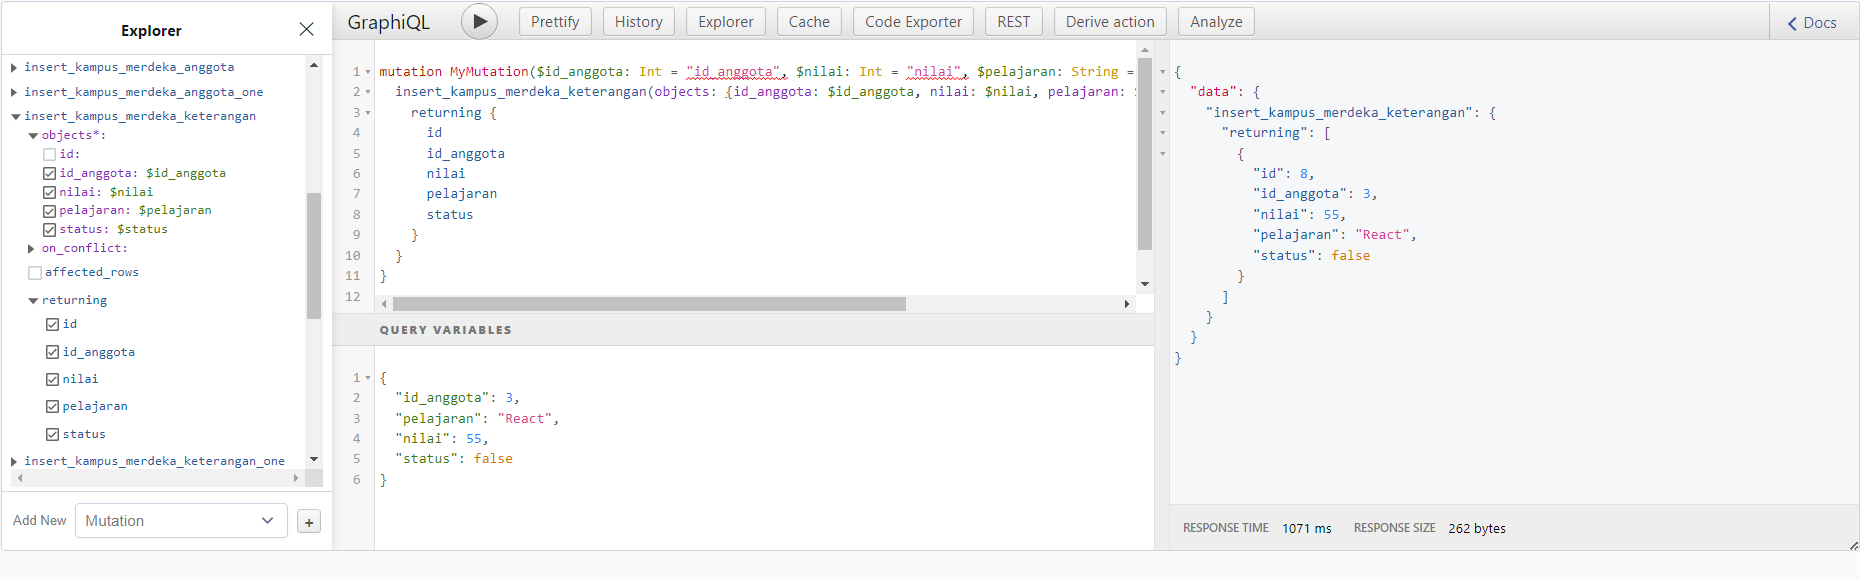 Explorer
insert_kampus_merdeka_anggota
insert_kampus_merdeka_anggota_one
insert_kampus_merdeka_keterangan
objects*:
id:
id_anggota: $id_anggota
nilai: $nilai
pelajaran: $pelajaran
status: $status
on_conflict:
affected_rows
returning
id
id_anggota
nilai
pelajaran
status
insert_kampus_merdeka_keterangan_one
Add New Mutation +
GraphiQL Prettify History Explorer Cache Code Exporter REST Derive action Analyze Docs
1 mutation MyMutation($id_anggota: Int = "id_anggota", $nilai: Int = "nilai", $pelajaran: String =
2 insert_kampus_merdeka_keterangan(objects: {id_anggota: $id_anggota, nilai: $nilai, pelajaran:
3 returning {
4 id
5 id_anggota
6 nilai
7 pelajaran
8 status
9 }
10 }
11 }
12
QUERY VARIABLES
1 {
2 "id_anggota": 3,
3 "pelajaran": "React",
4 "nilai": 55,
5 "status": false
6 }
{
"data": {
"insert_kampus_merdeka_keterangan": {
"returning": [
{
"id": 8,
"id_anggota": 3,
"nilai": 55,
"pelajaran": "React",
"status": false
}
]
}
}
}
RESPONSE TIME 1071 ms RESPONSE SIZE 262 bytes